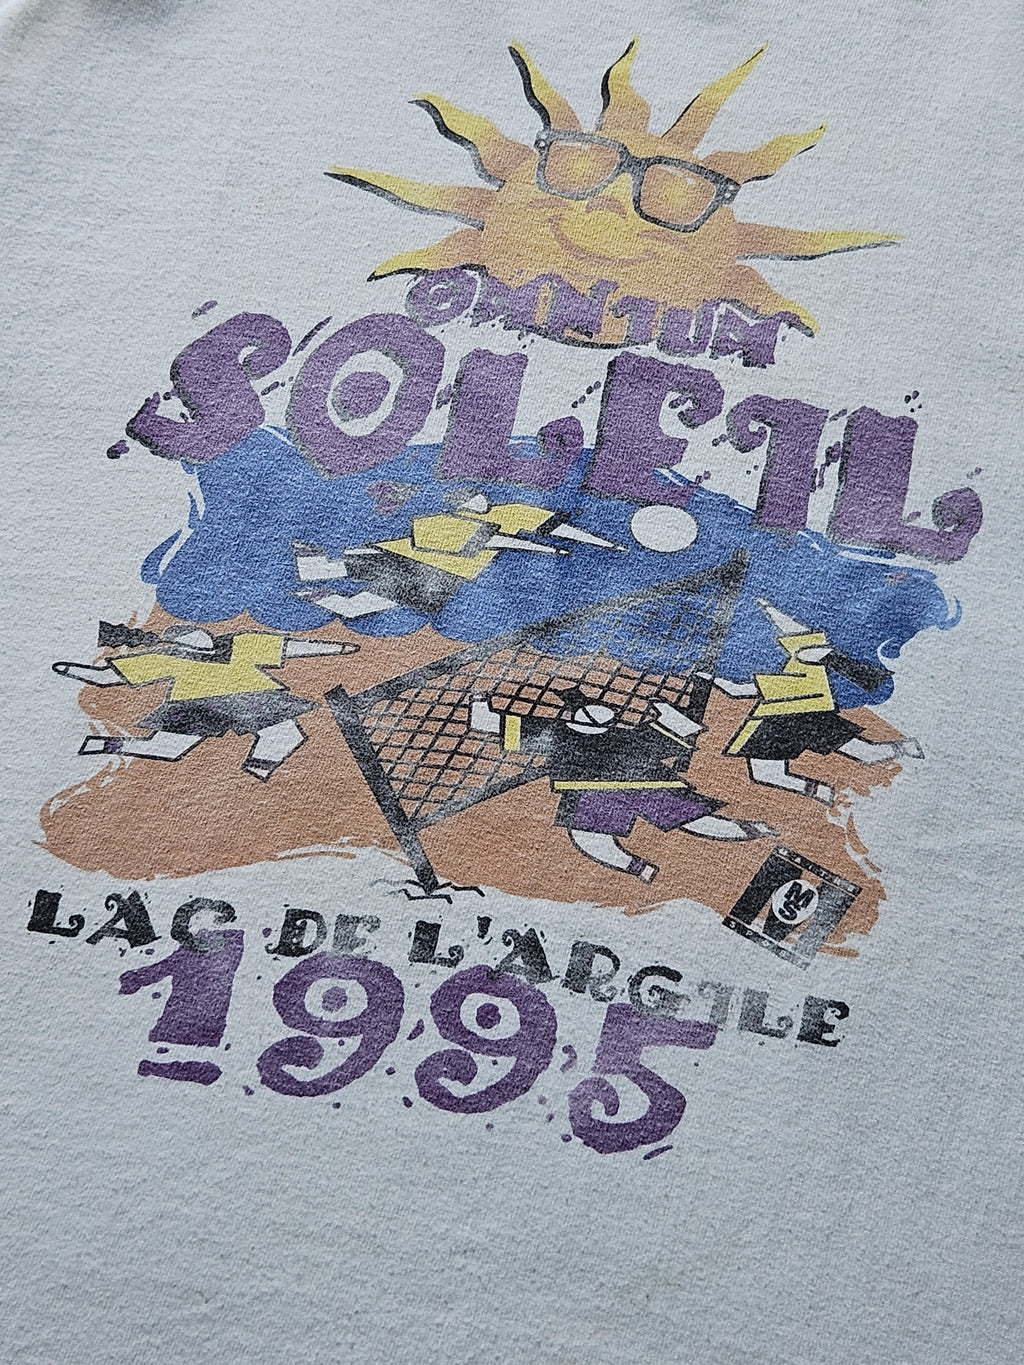 OMNIUM
SOLEIL
LAC DE L'ARGILE
1995
MS